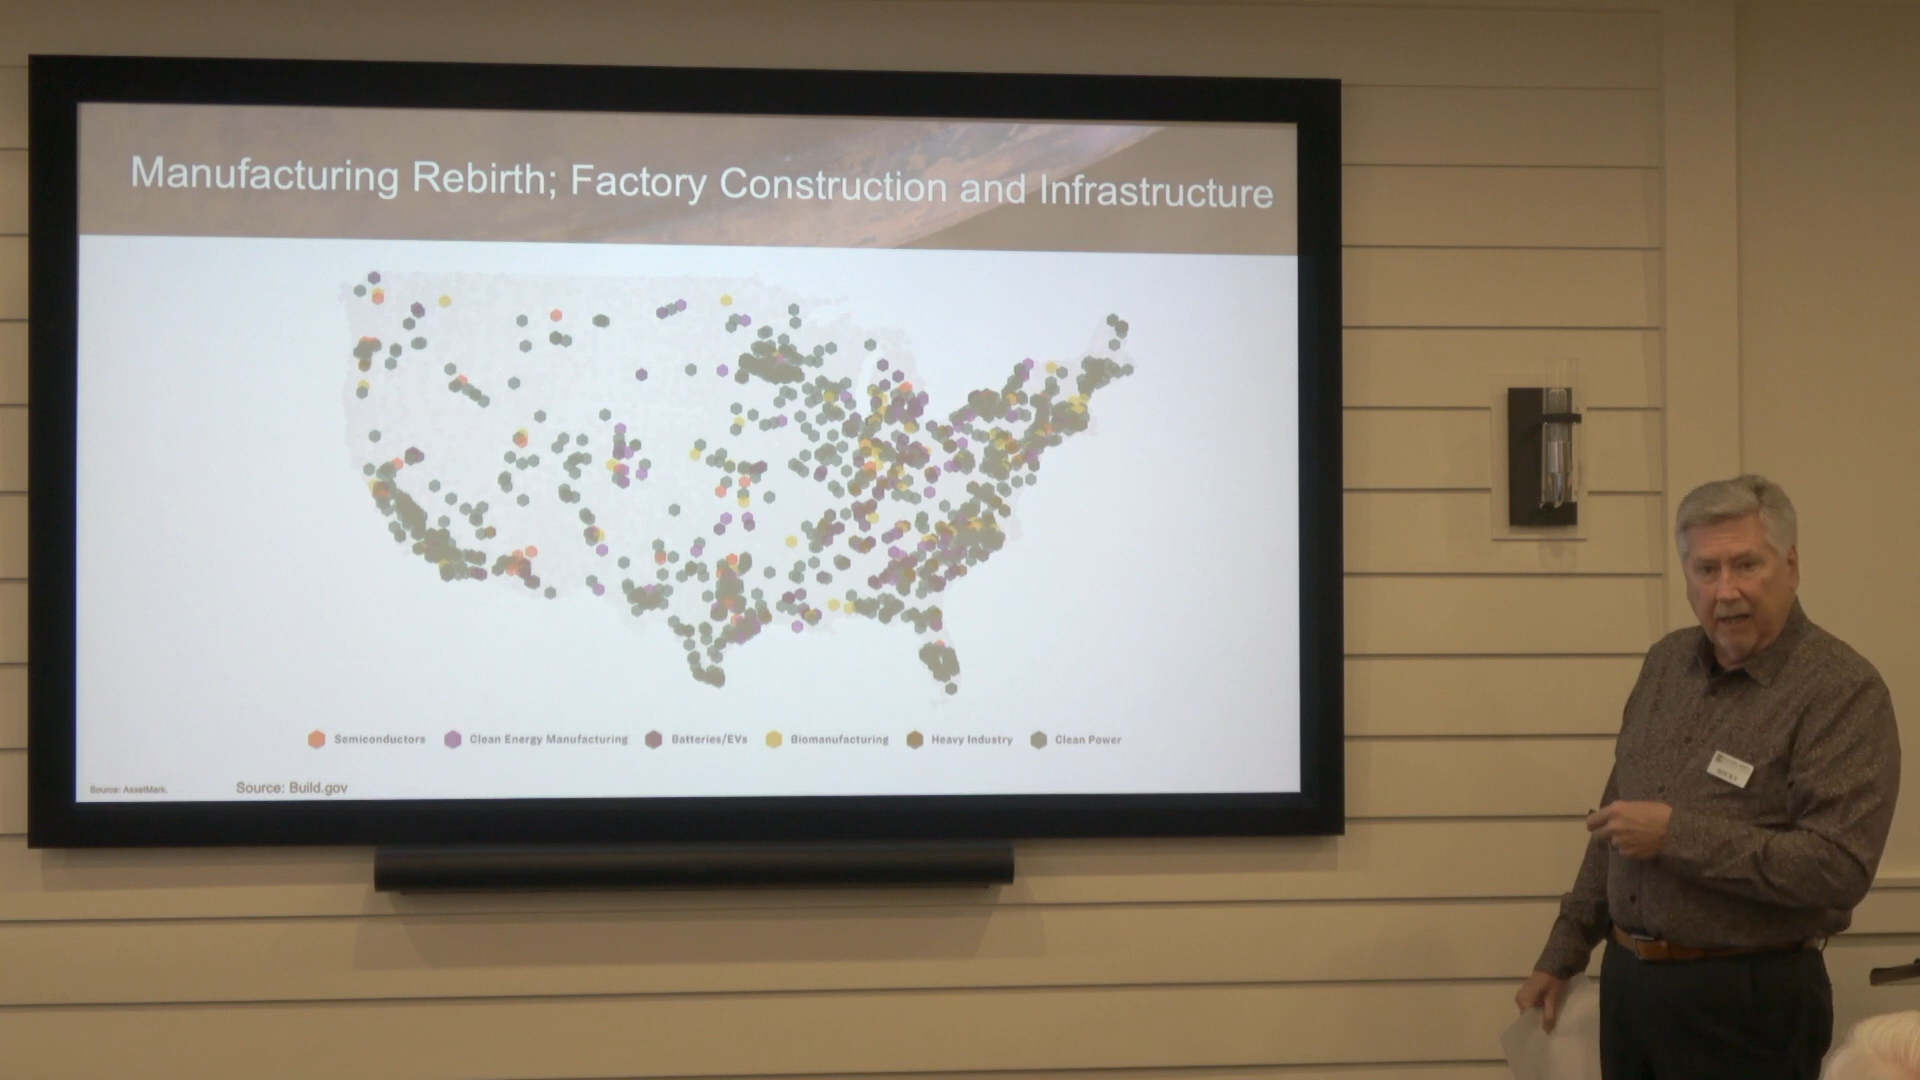 Manufacturing Rebirth; Factory Construction and Infrastructure
Semiconductors Clean Energy Manufacturing Batteries/EVs Biomanufacturing Heavy Industry Clean Power
Source: AssetMark. Source: Build.gov